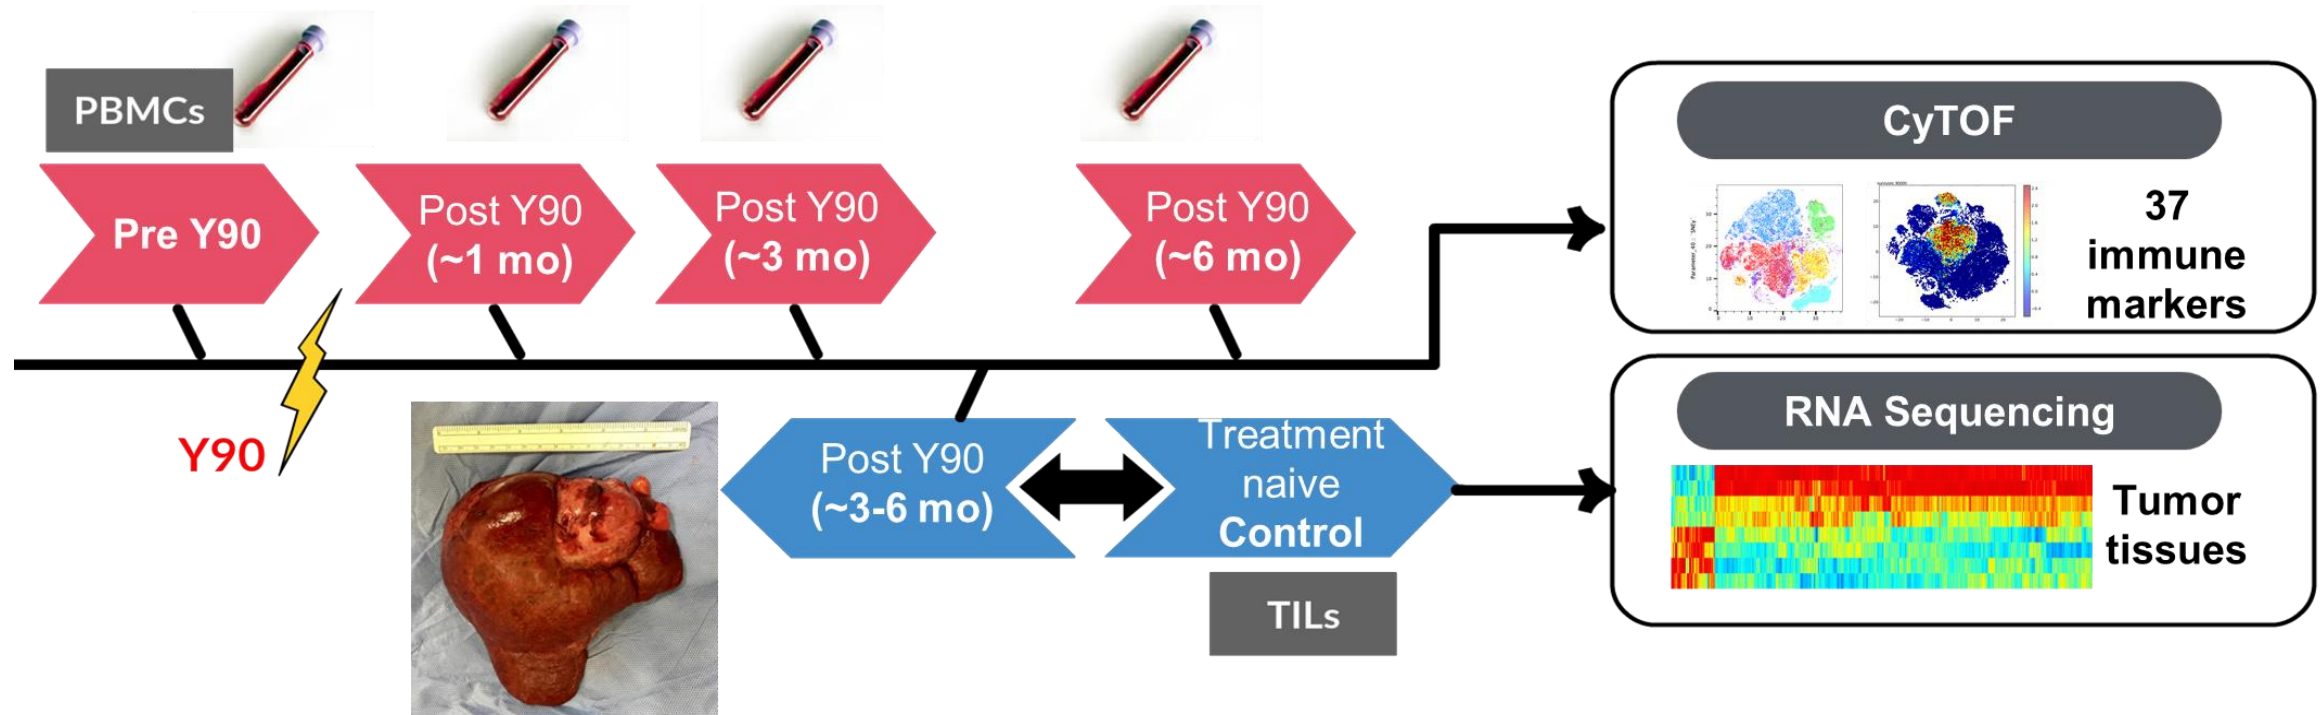 PBMCs
Pre Y90
Post Y90
(~1 mo)
Post Y90
(~3 mo)
Post Y90
(~6 mo)
Y90
Post Y90
(~3-6 mo)
Treatment
naive
Control
TILs
CyTOF
37
immune
markers
RNA Sequencing
Tumor
tissues